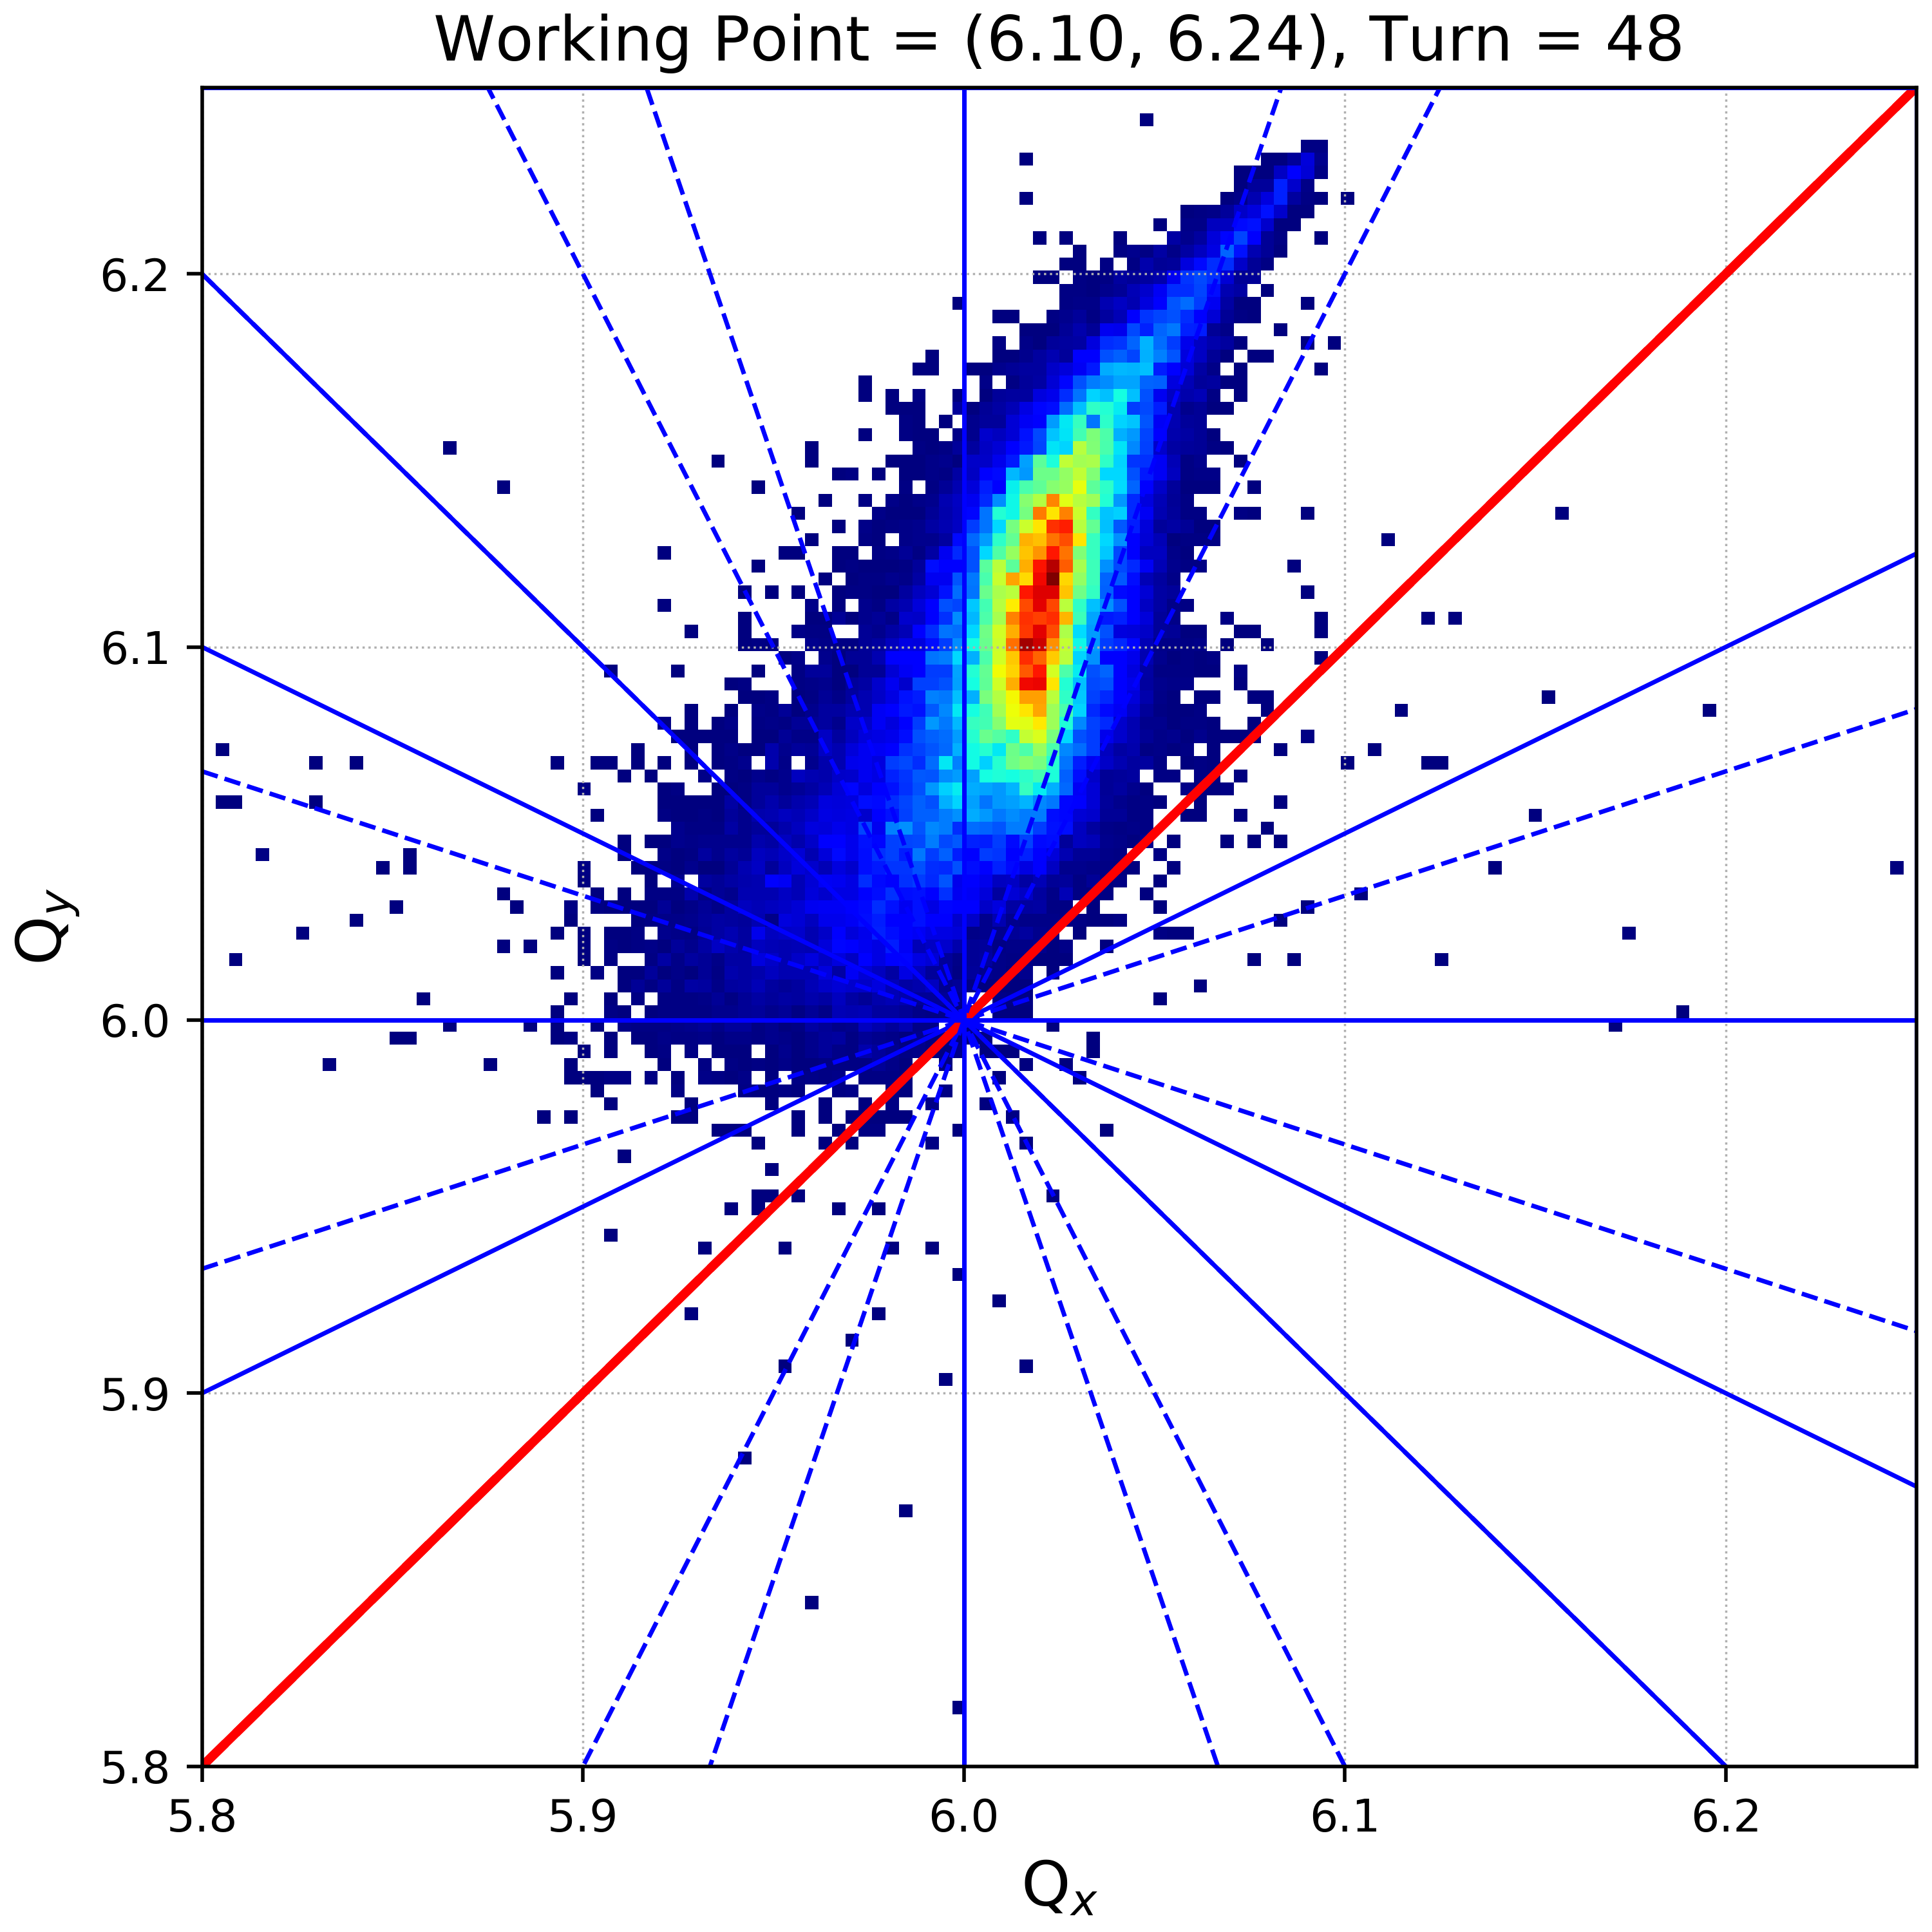 Working Point = (6.10, 6.24), Turn = 48
6.2
6.1
6.0
5.9
5.8
Qy
5.8 5.9 6.0 6.1 6.2
Qx